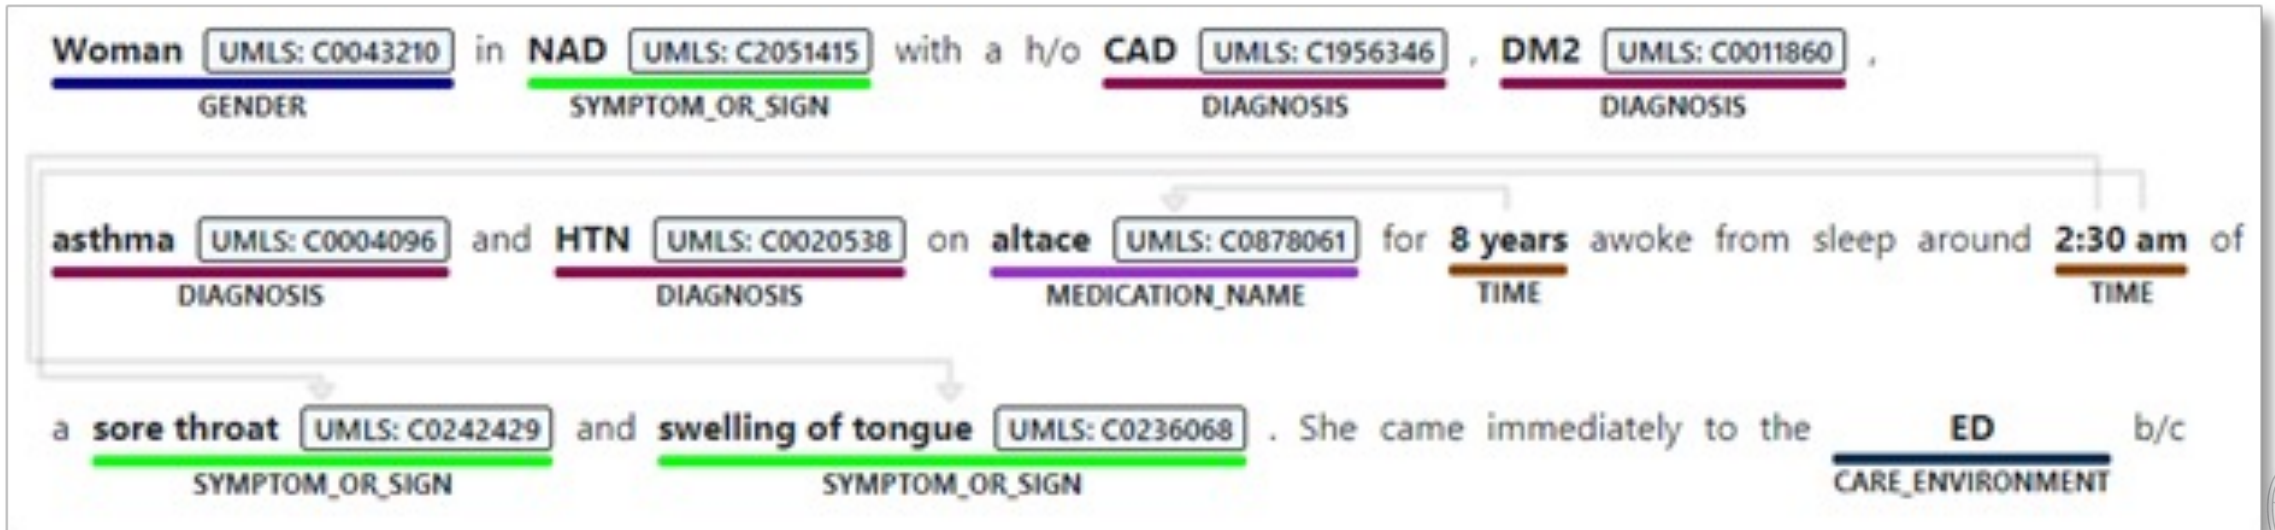 Woman UMLS: C0043210 in NAD UMLS: C2051415 with a h/o CAD UMLS: C1956346 , DM2 UMLS: C0011860 ,
GENDER SYMPTOM_OR_SIGN DIAGNOSIS DIAGNOSIS
asthma UMLS: C0004096 and HTN UMLS: C0020538 on altace UMLS: C0878061 for 8 years awoke from sleep around 2:30 am of
DIAGNOSIS DIAGNOSIS MEDICATION_NAME TIME TIME
a sore throat UMLS: C0242429 and swelling of tongue UMLS: C0236068 . She came immediately to the ED b/c
SYMPTOM_OR_SIGN SYMPTOM_OR_SIGN CARE_ENVIRONMENT